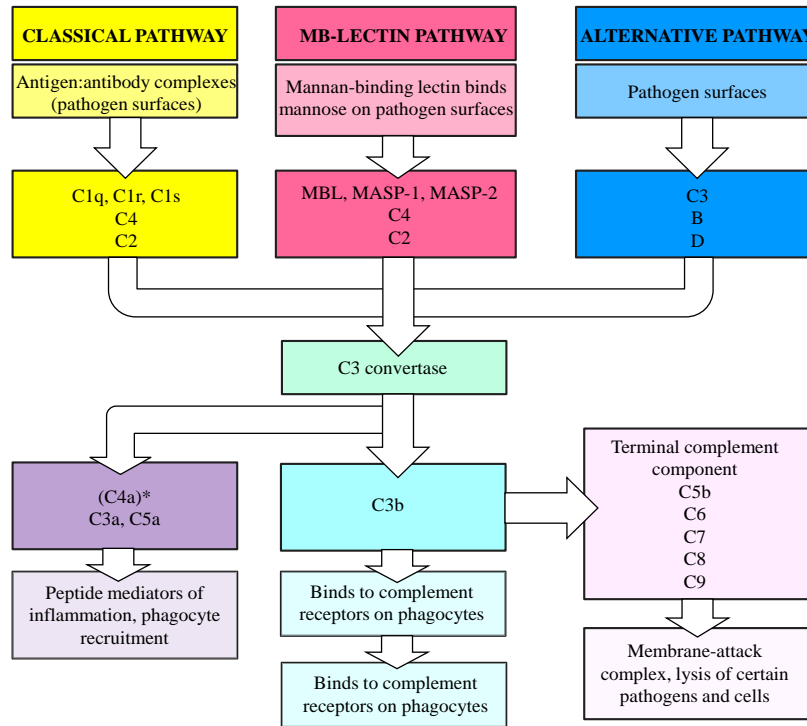 CLASSICAL PATHWAY
MB-LECTIN PATHWAY
ALTERNATIVE PATHWAY
Antigen:antibody complexes
(pathogen surfaces)
Mannan-binding lectin binds
mannose on pathogen surfaces
Pathogen surfaces
C1q, C1r, C1s
C4
C2
MBL, MASP-1, MASP-2
C4
C2
C3
B
D
C3 convertase
(C4a)*
C3a, C5a
C3b
Terminal complement
component
C5b
C6
C7
C8
C9
Peptide mediators of
inflammation, phagocyte
recruitment
Binds to complement
receptors on phagocytes
Binds to complement
receptors on phagocytes
Membrane-attack
complex, lysis of certain
pathogens and cells